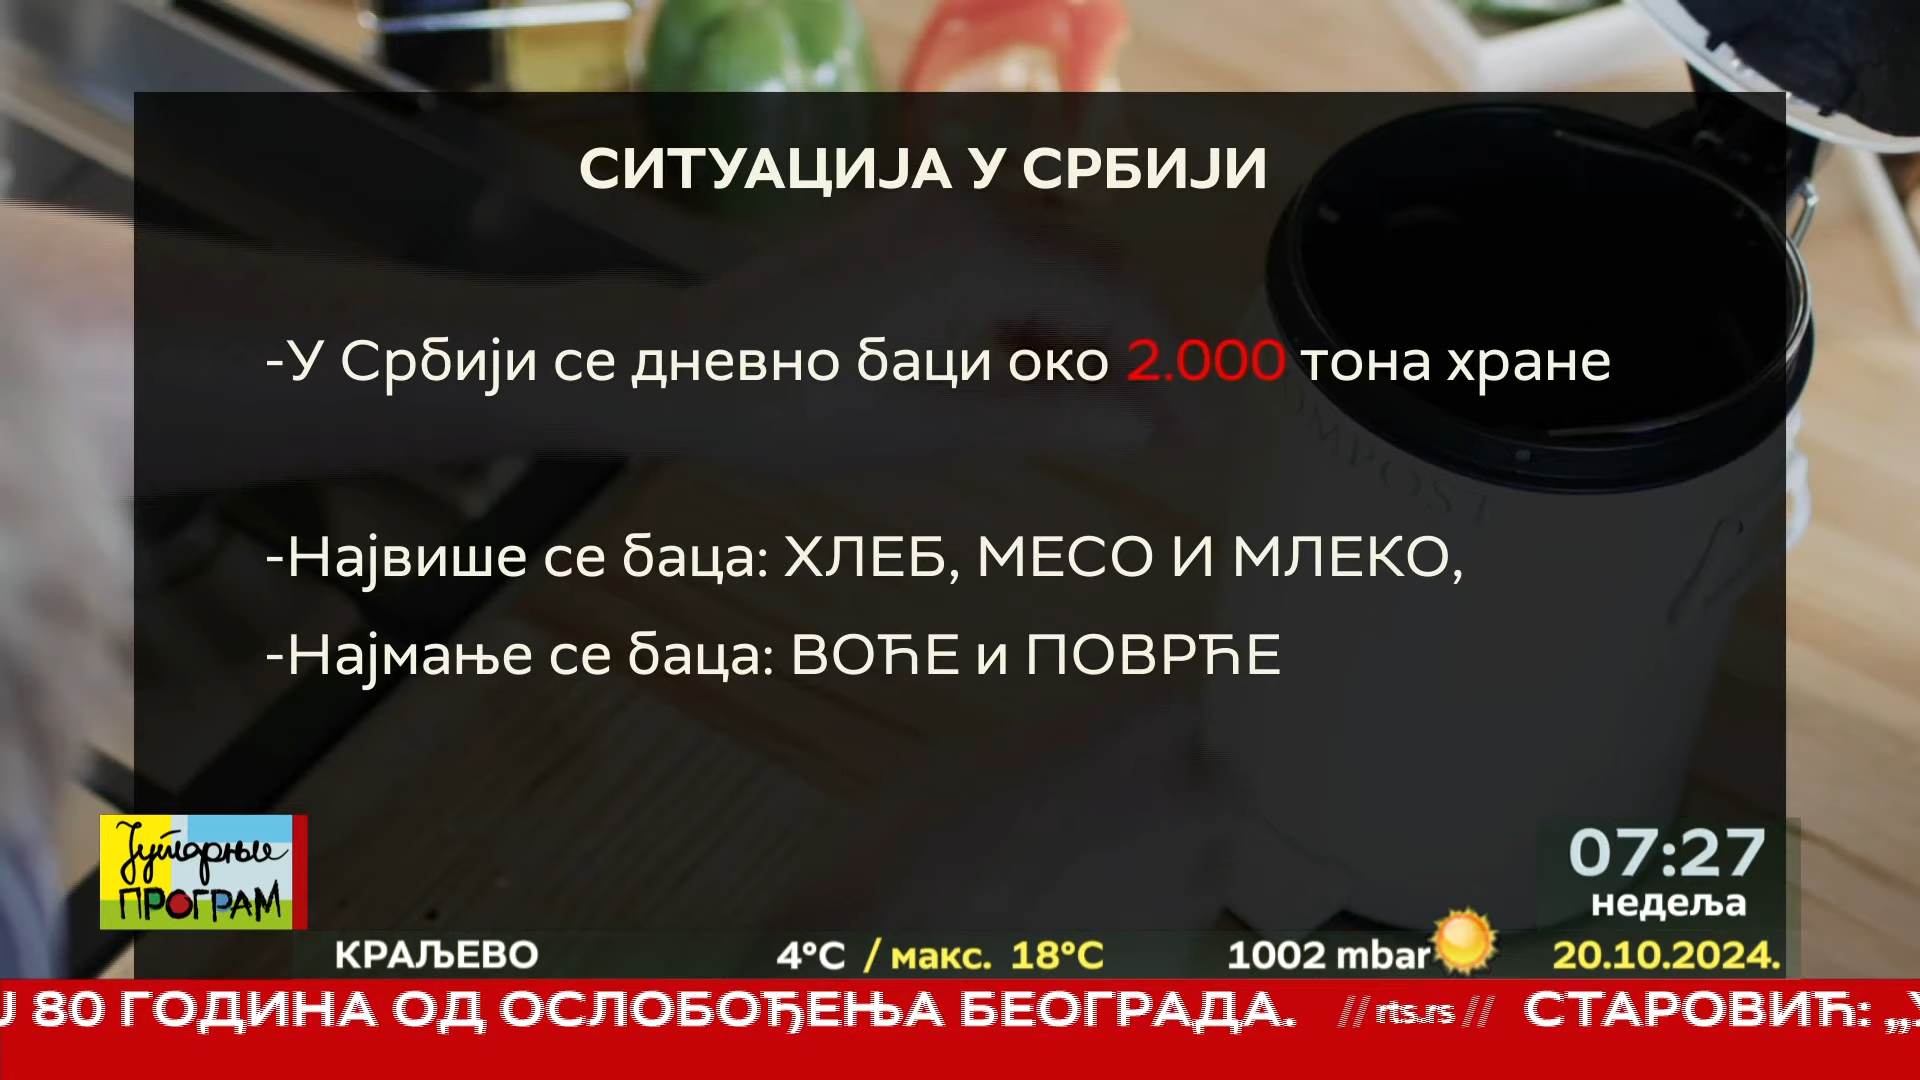 СИТУАЦИЈА У СРБИЈИ
-У Србији се дневно баци око 2.000 тона хране
COMPOST
-Највише се баца: ХЛЕБ, МЕСО И МЛЕКО,
-Најмање се баца: ВОЋЕ и ПОВРЋЕ
Јутарњи
ПРОГРАМ
07:27
недеља
КРАЉЕВО 4°C / макс. 18°C 1002 mbar 20.10.2024.
80 ГОДИНА ОД ОСЛОБОЂЕЊА БЕОГРАДА. // rts.rs // СТАРОВИЋ: „